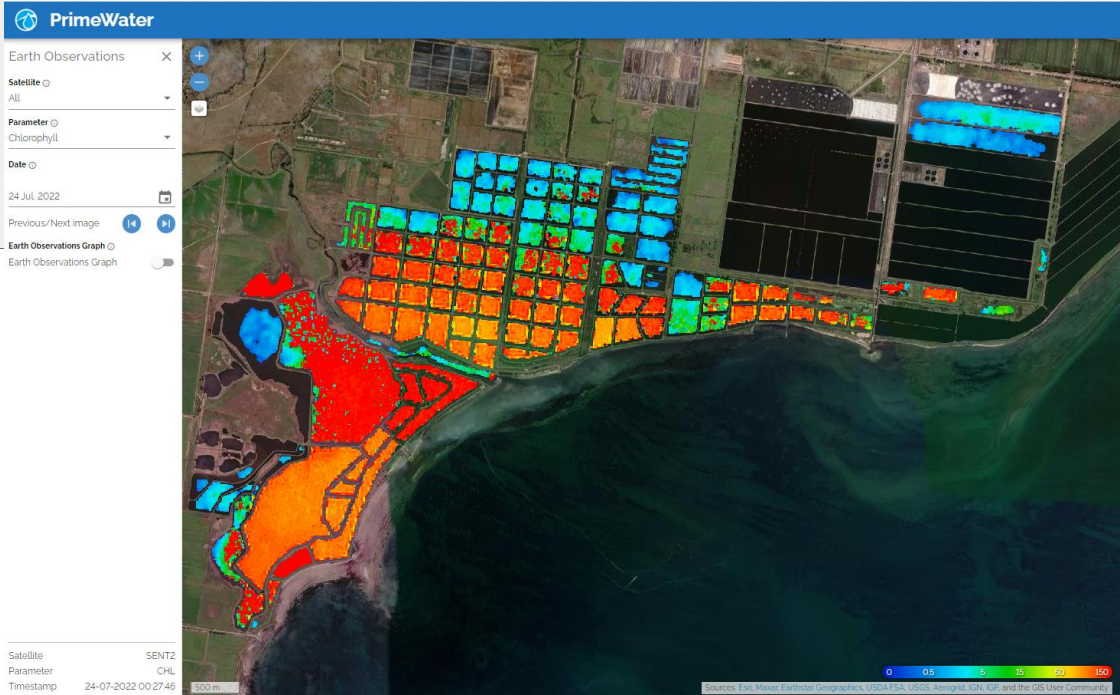 PrimeWater
Earth Observations
Satellite
All
Parameter
Chlorophyll
Date
24 Jul. 2022
Previous/Next image
Earth Observations Graph
Earth Observations Graph
Satellite SENT2
Parameter CHL
Timestamp 24-07-2022 00:27:46
500 m
0 0.5 5 15 50 150
Sources: Esri, Maxar, Earthstar Geographics, USDA FSA, USGS, Aerogrid, IGN, IGP, and the GIS User Community